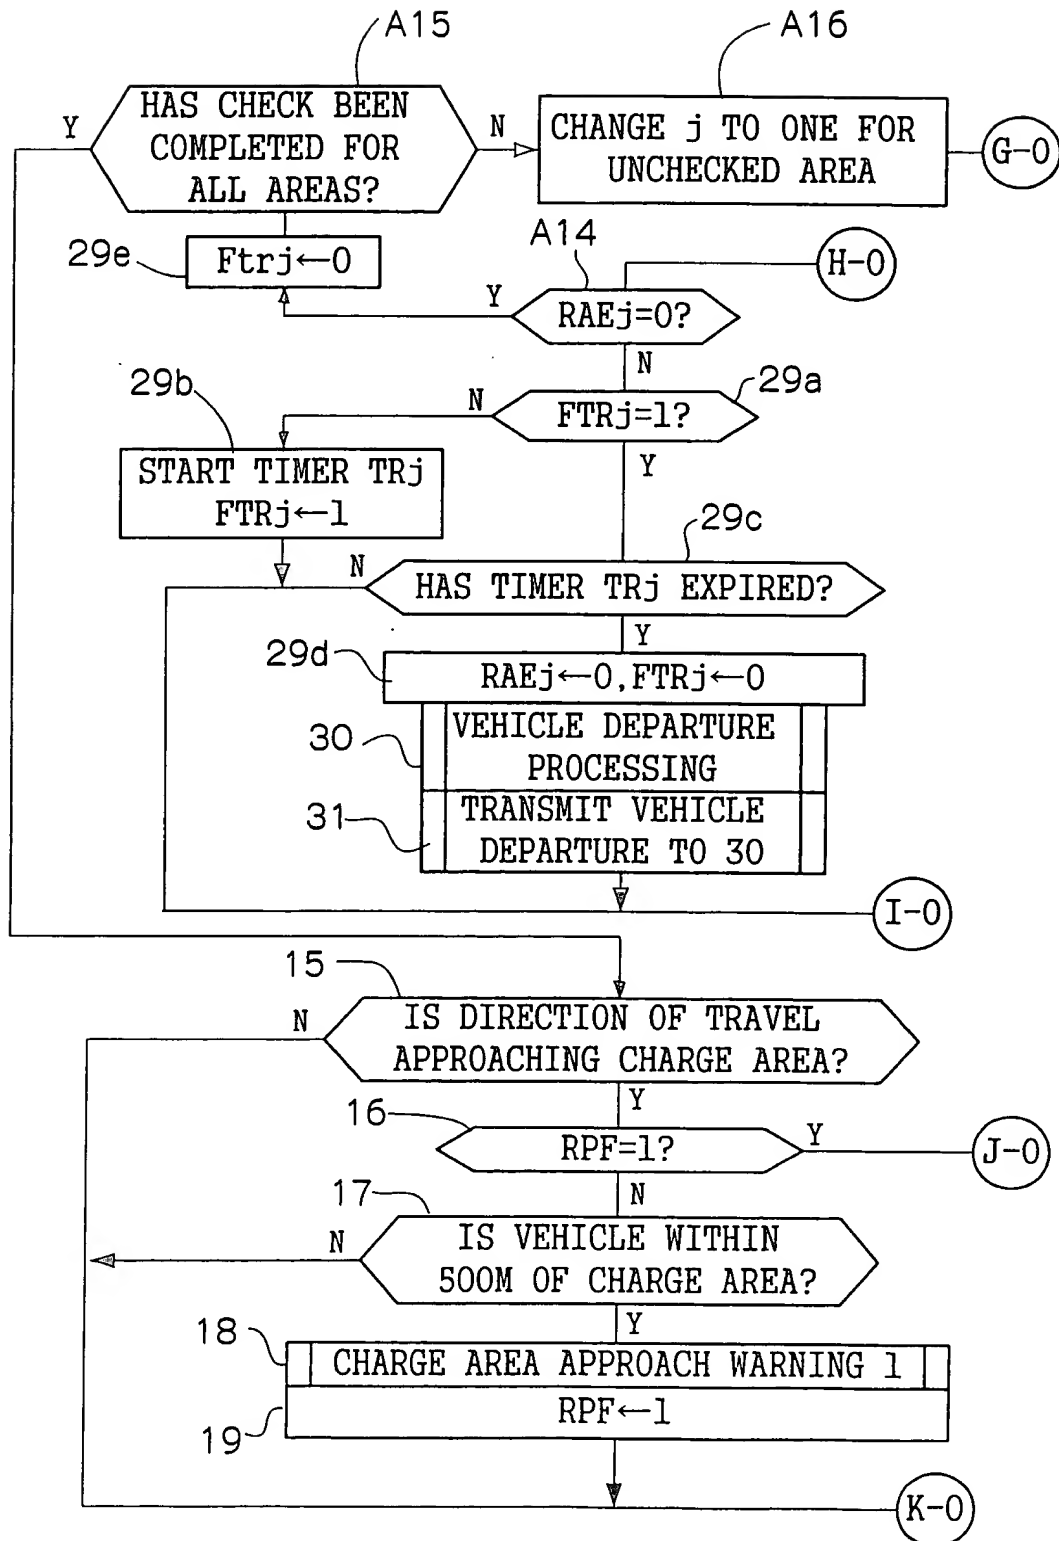 A15
A16
HAS CHECK BEEN
COMPLETED FOR
ALL AREAS?
Y
N
CHANGE j TO ONE FOR
UNCHECKED AREA
G-0
29e
Ftrj←0
A14
H-0
Y
RAEj=0?
N
29b
N
FTRj=1?
29a
START TIMER TRj
FTRj←1
Y
29c
N
HAS TIMER TRj EXPIRED?
Y
29d
RAEj←0,FTRj←0
30
VEHICLE DEPARTURE
PROCESSING
31
TRANSMIT VEHICLE
DEPARTURE TO 30
I-0
15
N
IS DIRECTION OF TRAVEL
APPROACHING CHARGE AREA?
Y
16
RPF=1?
Y
J-0
N
17
N
IS VEHICLE WITHIN
500M OF CHARGE AREA?
Y
18
CHARGE AREA APPROACH WARNING 1
19
RPF←1
K-0